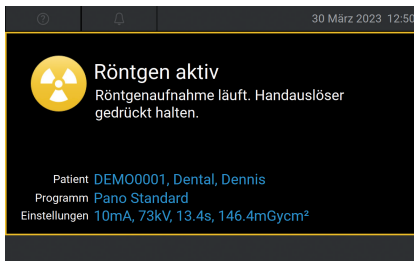 30 März 2023 12:50
Röntgen aktiv
Röntgenaufnahme läuft. Handauslöser
gedrückt halten.
Patient DEMO0001, Dental, Dennis
Programm Pano Standard
Einstellungen 10mA, 73kV, 13.4s, 146.4mGycm²